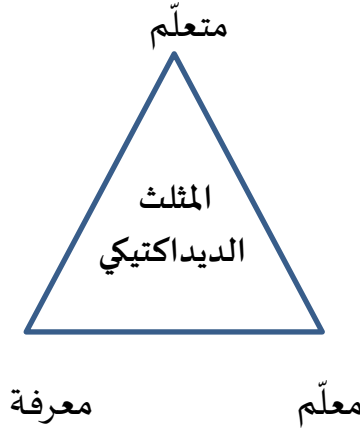 متعلّم
المثلث
الديداكتيكي
معلّم
معرفة